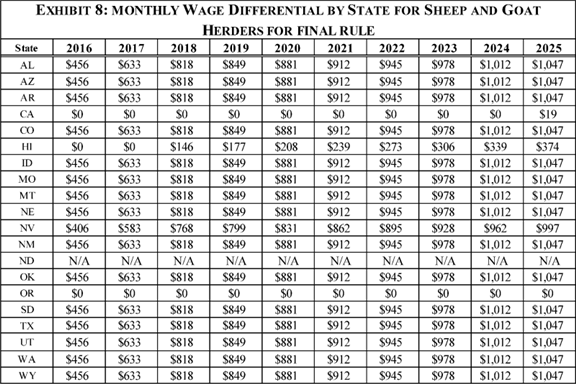 EXHIBIT 8: MONTHLY WAGE DIFFERENTIAL BY STATE FOR SHEEP AND GOAT
HERDERS FOR FINAL RULE
State 2016 2017 2018 2019 2020 2021 2022 2023 2024 2025
AL $456 $633 $818 $849 $881 $912 $945 $978 $1,012 $1,047
AZ $456 $633 $818 $849 $881 $912 $945 $978 $1,012 $1,047
AR $456 $633 $818 $849 $881 $912 $945 $978 $1,012 $1,047
CA $0 $0 $0 $0 $0 $0 $0 $0 $0 $19
CO $456 $633 $818 $849 $881 $912 $945 $978 $1,012 $1,047
HI $0 $0 $146 $177 $208 $239 $273 $306 $339 $374
ID $456 $633 $818 $849 $881 $912 $945 $978 $1,012 $1,047
MO $456 $633 $818 $849 $881 $912 $945 $978 $1,012 $1,047
MT $456 $633 $818 $849 $881 $912 $945 $978 $1,012 $1,047
NE $456 $633 $818 $849 $881 $912 $945 $978 $1,012 $1,047
NV $406 $583 $768 $799 $831 $862 $895 $928 $962 $997
NM $456 $633 $818 $849 $881 $912 $945 $978 $1,012 $1,047
ND N/A N/A N/A N/A N/A N/A N/A N/A N/A N/A
OK $456 $633 $818 $849 $881 $912 $945 $978 $1,012 $1,047
OR $0 $0 $0 $0 $0 $0 $0 $0 $0 $0
SD $456 $633 $818 $849 $881 $912 $945 $978 $1,012 $1,047
TX $456 $633 $818 $849 $881 $912 $945 $978 $1,012 $1,047
UT $456 $633 $818 $849 $881 $912 $945 $978 $1,012 $1,047
WA $456 $633 $818 $849 $881 $912 $945 $978 $1,012 $1,047
WY $456 $633 $818 $849 $881 $912 $945 $978 $1,012 $1,047